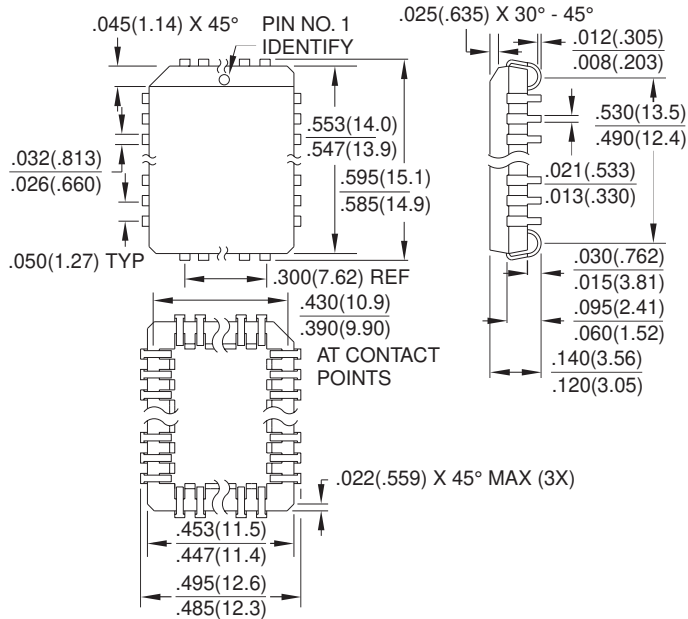 .045(1.14) X 45°
PIN NO. 1
IDENTIFY
.025(.635) X 30° - 45°
.012(.305)
.008(.203)
.553(14.0)
.547(13.9)
.530(13.5)
.490(12.4)
.032(.813)
.026(.660)
.595(15.1)
.585(14.9)
.021(.533)
.013(.330)
.050(1.27) TYP
.300(7.62) REF
.030(.762)
.015(3.81)
.430(10.9)
.390(9.90)
AT CONTACT
POINTS
.095(2.41)
.060(1.52)
.140(3.56)
.120(3.05)
.022(.559) X 45° MAX (3X)
.453(11.5)
.447(11.4)
.495(12.6)
.485(12.3)